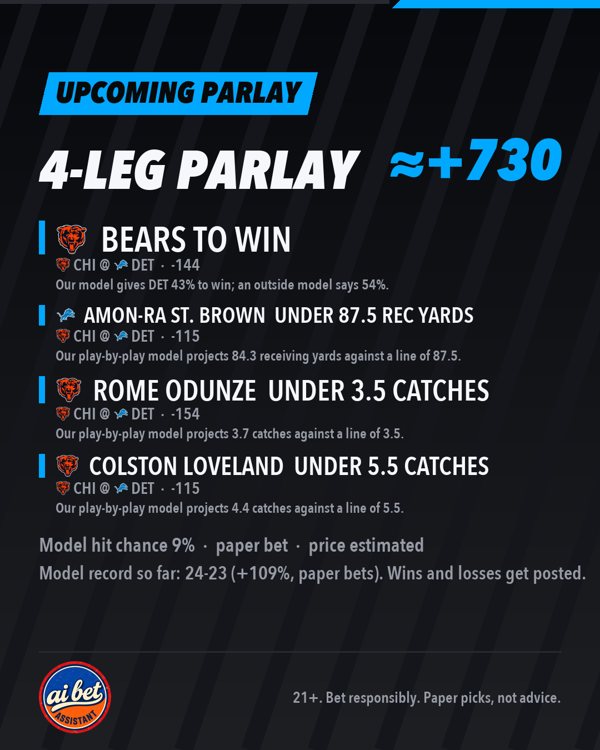 UPCOMING PARLAY
4-LEG PARLAY ≈+730
BEARS TO WIN
CHI @ DET · -144
Our model gives DET 43% to win; an outside model says 54%.
AMON-RA ST. BROWN UNDER 87.5 REC YARDS
CHI @ DET · -115
Our play-by-play model projects 84.3 receiving yards against a line of 87.5.
ROME ODUNZE UNDER 3.5 CATCHES
CHI @ DET · -154
Our play-by-play model projects 3.7 catches against a line of 3.5.
COLSTON LOVELAND UNDER 5.5 CATCHES
CHI @ DET · -115
Our play-by-play model projects 4.4 catches against a line of 5.5.
Model hit chance 9% · paper bet · price estimated
Model record so far: 24-23 (+109%, paper bets). Wins and losses get posted.
ai bet
ASSISTANT
21+. Bet responsibly. Paper picks, not advice.